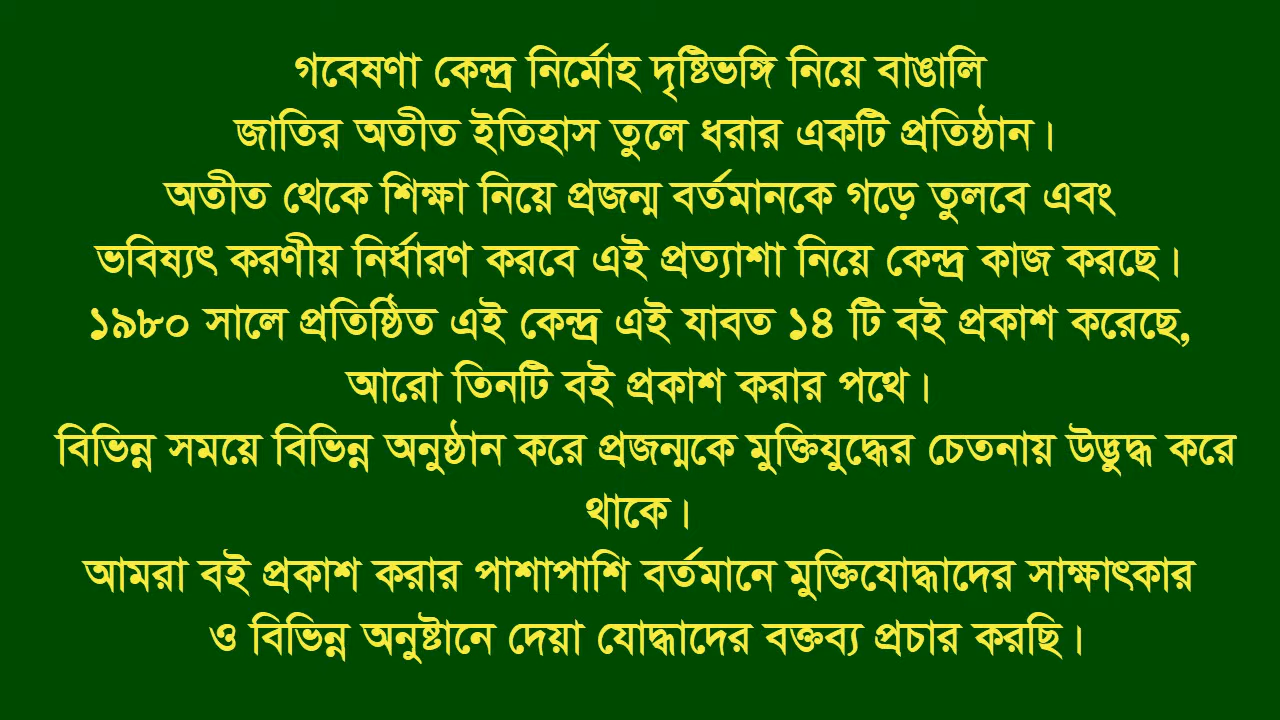 গবেষণা কেন্দ্র নির্মোহ দৃষ্টিভঙ্গি নিয়ে বাঙালি
জাতির অতীত ইতিহাস তুলে ধরার একটি প্রতিষ্ঠান।
অতীত থেকে শিক্ষা নিয়ে প্রজন্ম বর্তমানকে গড়ে তুলবে এবং
ভবিষ্যৎ করণীয় নির্ধারণ করবে এই প্রত্যাশা নিয়ে কেন্দ্র কাজ করছে।
১৯৮০ সালে প্রতিষ্ঠিত এই কেন্দ্র এই যাবত ১৪ টি বই প্রকাশ করেছে,
আরো তিনটি বই প্রকাশ করার পথে।
বিভিন্ন সময়ে বিভিন্ন অনুষ্ঠান করে প্রজন্মকে মুক্তিযুদ্ধের চেতনায় উদ্ভুদ্ধ করে
থাকে।
আমরা বই প্রকাশ করার পাশাপাশি বর্তমানে মুক্তিযোদ্ধাদের সাক্ষাৎকার
ও বিভিন্ন অনুষ্টানে দেয়া যোদ্ধাদের বক্তব্য প্রচার করছি।